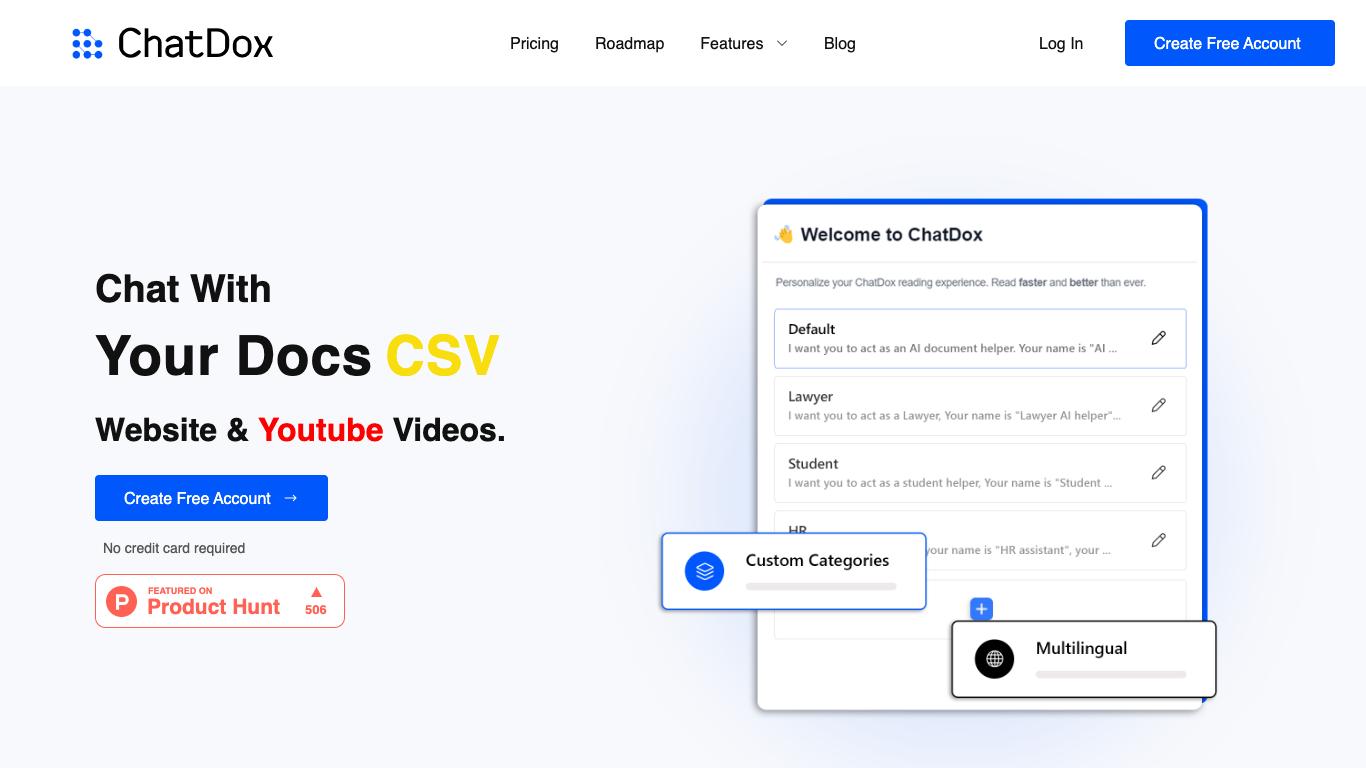 ChatDox
Pricing
Roadmap
Features
Blog
Log In
Create Free Account
Chat With
Your Docs CSV
Website & Youtube Videos.
Create Free Account →
No credit card required
FEATURED ON
Product Hunt
506
👋 Welcome to ChatDox
Personalize your ChatDox reading experience. Read faster and better than ever.
Default
I want you to act as an AI document helper. Your name is "AI ...
Lawyer
I want you to act as a Lawyer, Your name is "Lawyer AI helper"...
Student
I want you to act as a student helper, Your name is "Student ...
HR
your name is "HR assistant", your ...
Custom Categories
Multilingual